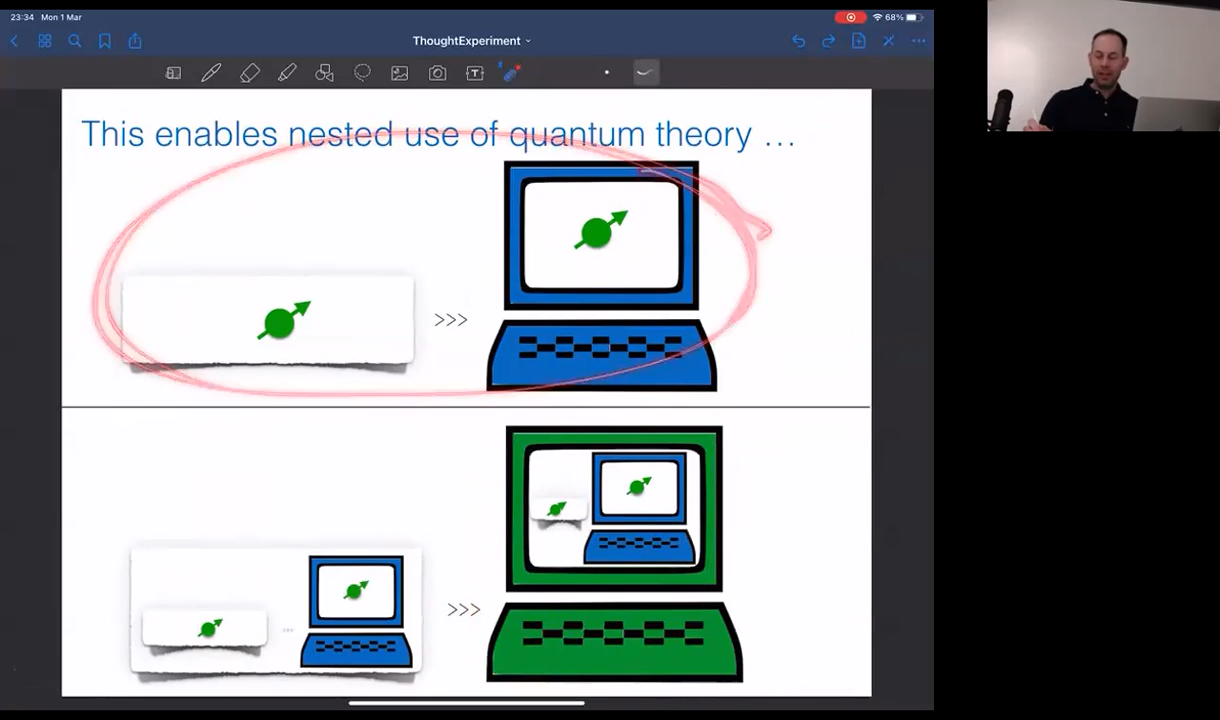 23:34 Mon 1 Mar
68%
ThoughtExperiment
T
This enables nested use of quantum theory ...
>>>
>>>